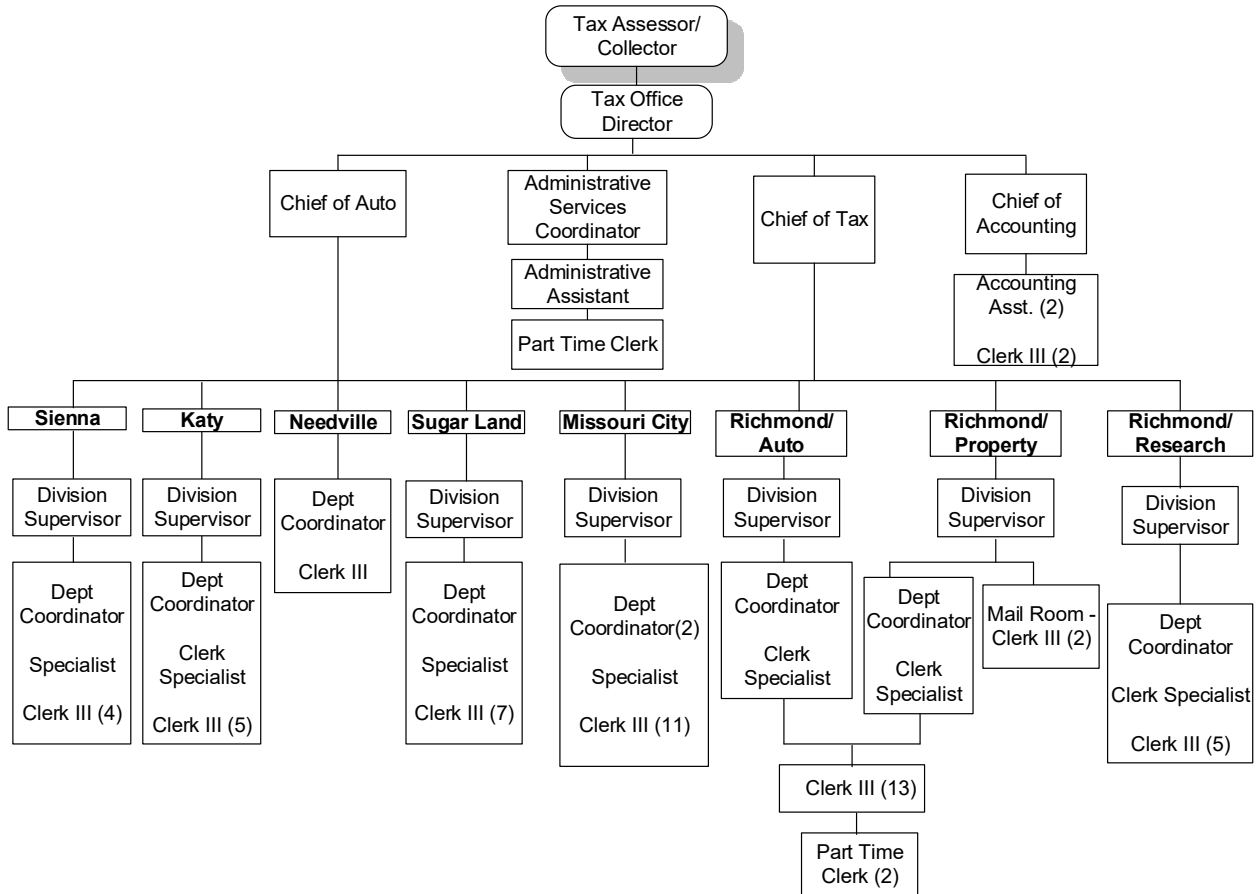 Tax Assessor/
Collector
Tax Office
Director
Chief of Auto
Administrative
Services
Coordinator
Chief of Tax
Chief of
Accounting
Administrative
Assistant
Accounting
Asst. (2)
Clerk III (2)
Part Time Clerk
Sienna
Katy
Needville
Sugar Land
Missouri City
Richmond/
Auto
Richmond/
Property
Richmond/
Research
Division
Supervisor
Dept
Coordinator
Specialist
Clerk III (4)
Division
Supervisor
Dept
Coordinator
Clerk
Specialist
Clerk III (5)
Dept
Coordinator
Clerk III
Division
Supervisor
Dept
Coordinator
Specialist
Clerk III (7)
Division
Supervisor
Dept
Coordinator(2)
Specialist
Clerk III (11)
Division
Supervisor
Dept
Coordinator
Clerk
Specialist
Division
Supervisor
Dept
Coordinator
Clerk
Specialist
Mail Room -
Clerk III (2)
Division
Supervisor
Dept
Coordinator
Clerk Specialist
Clerk III (5)
Clerk III (13)
Part Time
Clerk (2)